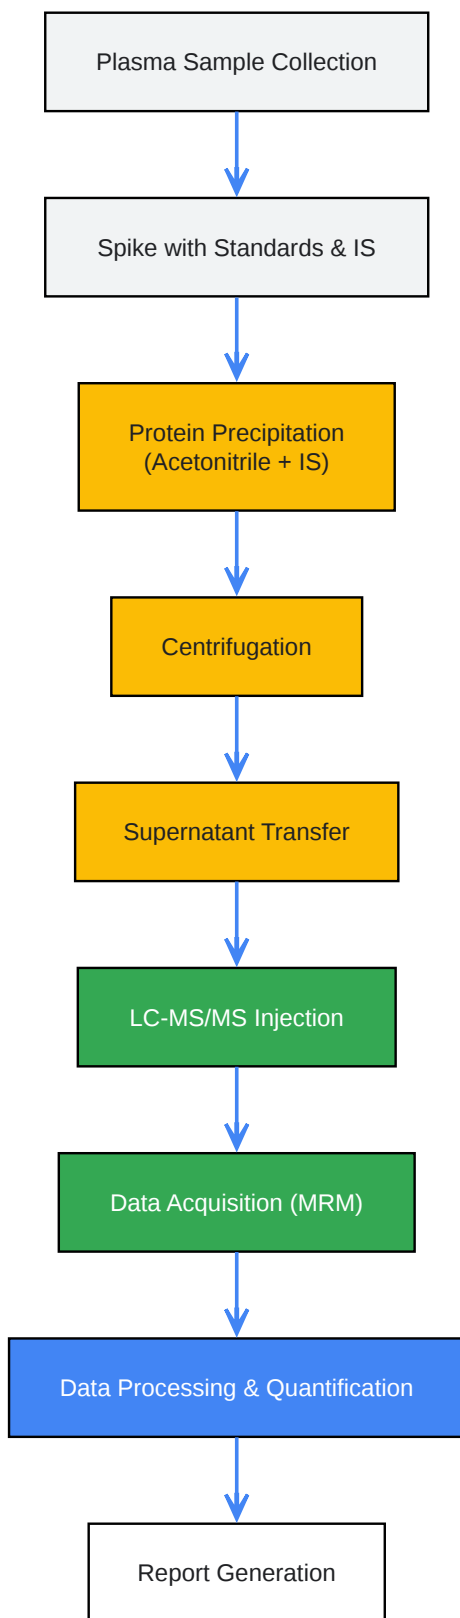 Plasma Sample Collection
Spike with Standards & IS
Protein Precipitation
(Acetonitrile + IS)
Centrifugation
Supernatant Transfer
LC-MS/MS Injection
Data Acquisition (MRM)
Data Processing & Quantification
Report Generation